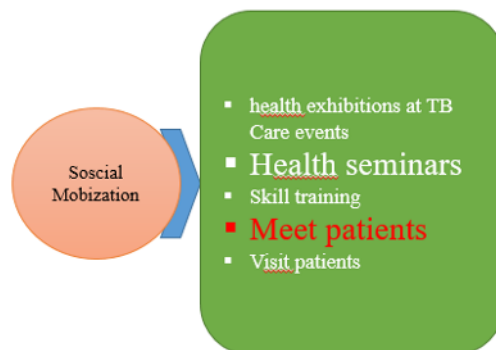 Soscial
Mobization
health exhibitions at TB
Care events
Health seminars
Skill training
Meet patients
Visit patients